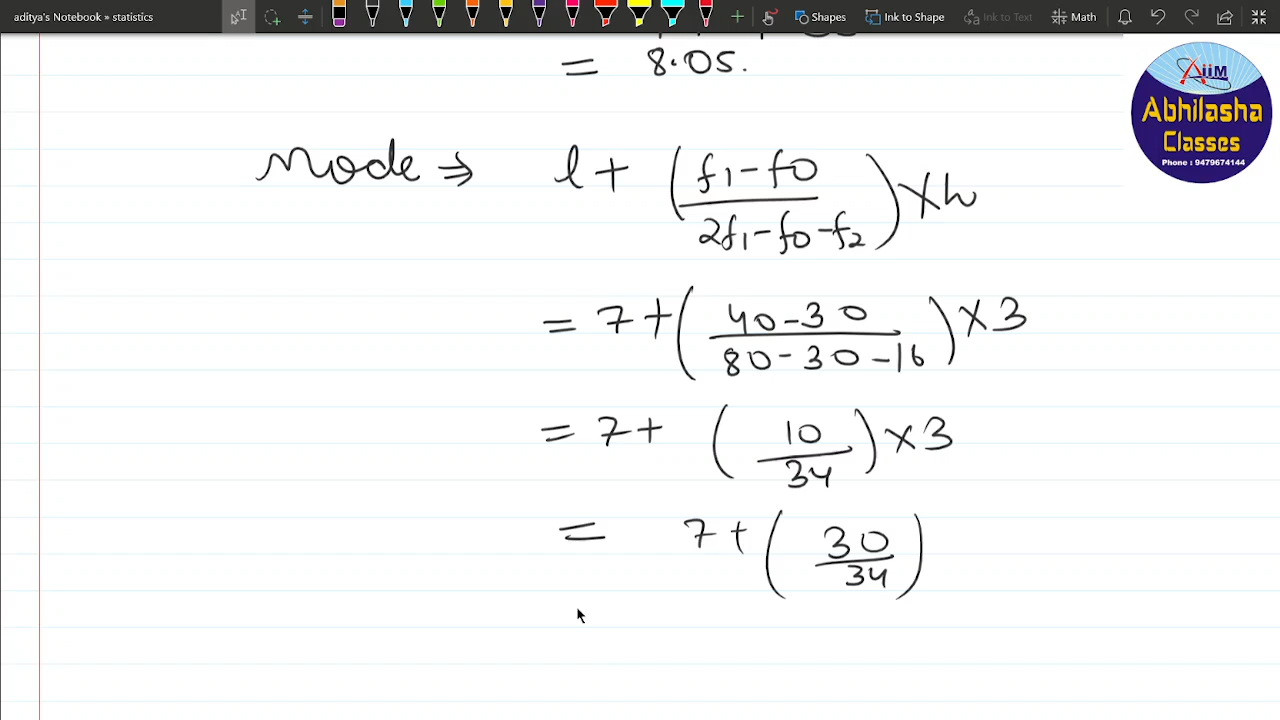 aditya's Notebook » statistics
Shapes Ink to Shape Ink to Text Math
= 8.05.
AIIM
Abhilasha
Classes
Phone : 9479674144
Mode ⇒ l + (f1-f0 / 2f1-f0-f2) × h
= 7 + (40-30 / 80-30-16) × 3
= 7 + (10 / 34) × 3
= 7 + (30 / 34)